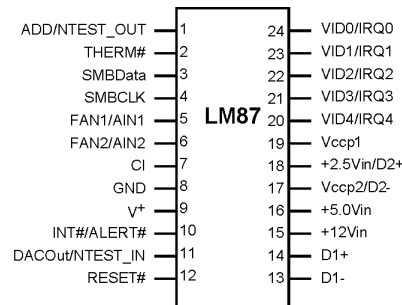 ADD/NTEST_OUT 1 24 VID0/IRQ0
THERM# 2 23 VID1/IRQ1
SMBData 3 22 VID2/IRQ2
SMBCLK 4 21 VID3/IRQ3
FAN1/AIN1 5 LM87 20 VID4/IRQ4
FAN2/AIN2 6 19 Vccp1
CI 7 18 +2.5Vin/D2+
GND 8 17 Vccp2/D2-
V+ 9 16 +5.0Vin
INT#/ALERT# 10 15 +12Vin
DACOut/NTEST_IN 11 14 D1+
RESET# 12 13 D1-